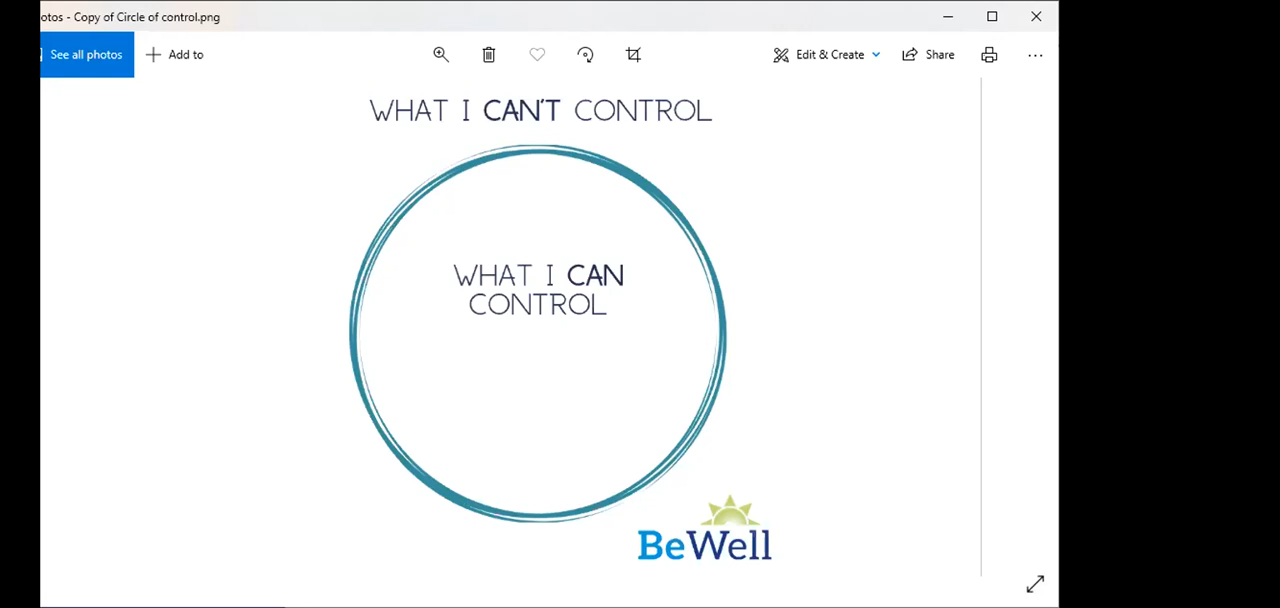 otos - Copy of Circle of control.png
See all photos
Add to
Edit & Create
Share
WHAT I CAN'T CONTROL
WHAT I CAN
CONTROL
BeWell